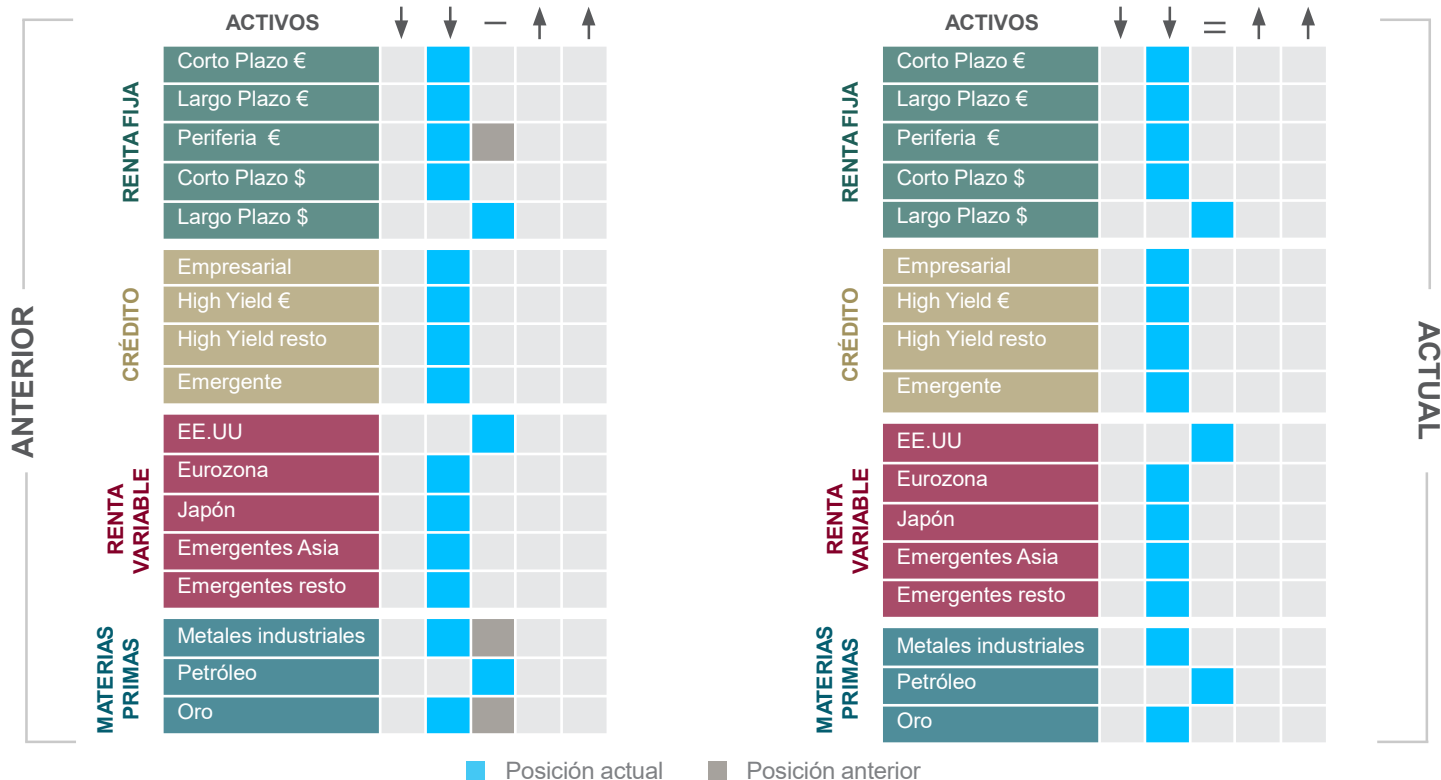 ANTERIOR
ACTIVOS
RENTA FIJA
Corto Plazo €
Largo Plazo €
Periferia €
Corto Plazo $
Largo Plazo $
CRÉDITO
Empresarial
High Yield €
High Yield resto
Emergente
RENTA
VARIABLE
EE.UU
Eurozona
Japón
Emergentes Asia
Emergentes resto
MATERIAS
PRIMAS
Metales industriales
Petróleo
Oro
ACTUAL
ACTIVOS
RENTA FIJA
Corto Plazo €
Largo Plazo €
Periferia €
Corto Plazo $
Largo Plazo $
CRÉDITO
Empresarial
High Yield €
High Yield resto
Emergente
RENTA
VARIABLE
EE.UU
Eurozona
Japón
Emergentes Asia
Emergentes resto
MATERIAS
PRIMAS
Metales industriales
Petróleo
Oro
Posición actual
Posición anterior